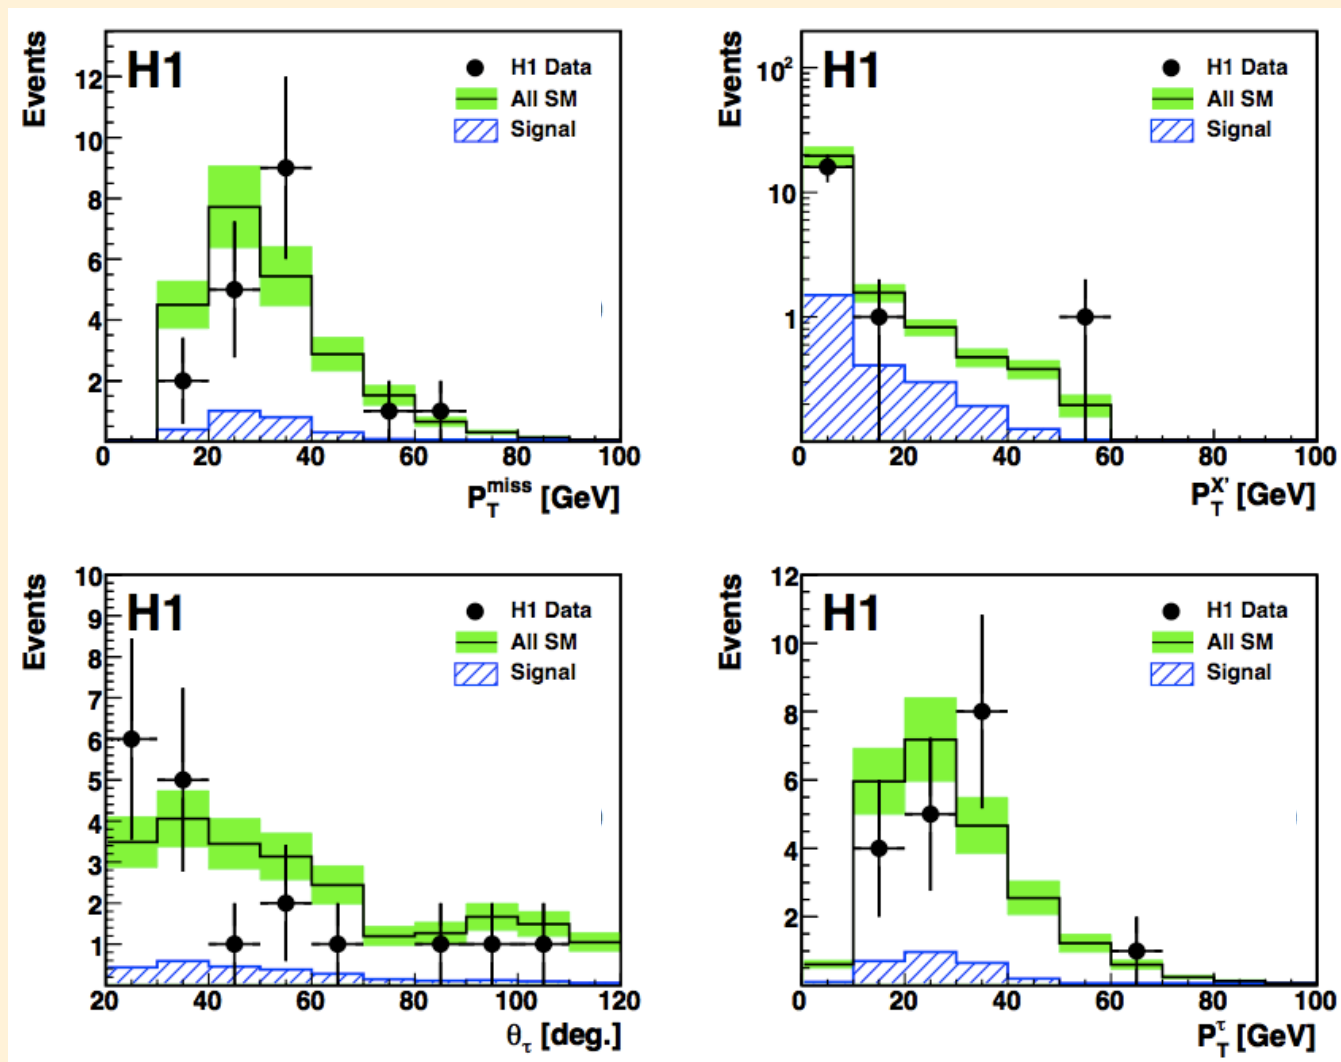 H1
H1 Data
All SM
Signal
Events
12
10
8
6
4
2
20
40
60
80
100
P_T^miss [GeV]
H1
H1 Data
All SM
Signal
Events
10²
10
1
0
20
40
60
80
100
P_T^X' [GeV]
H1
H1 Data
All SM
Signal
Events
10
9
8
7
6
5
4
3
2
1
20
40
60
80
100
120
θ_τ [deg.]
H1
H1 Data
All SM
Signal
Events
12
10
8
6
4
2
0
20
40
60
80
100
P_T^τ [GeV]